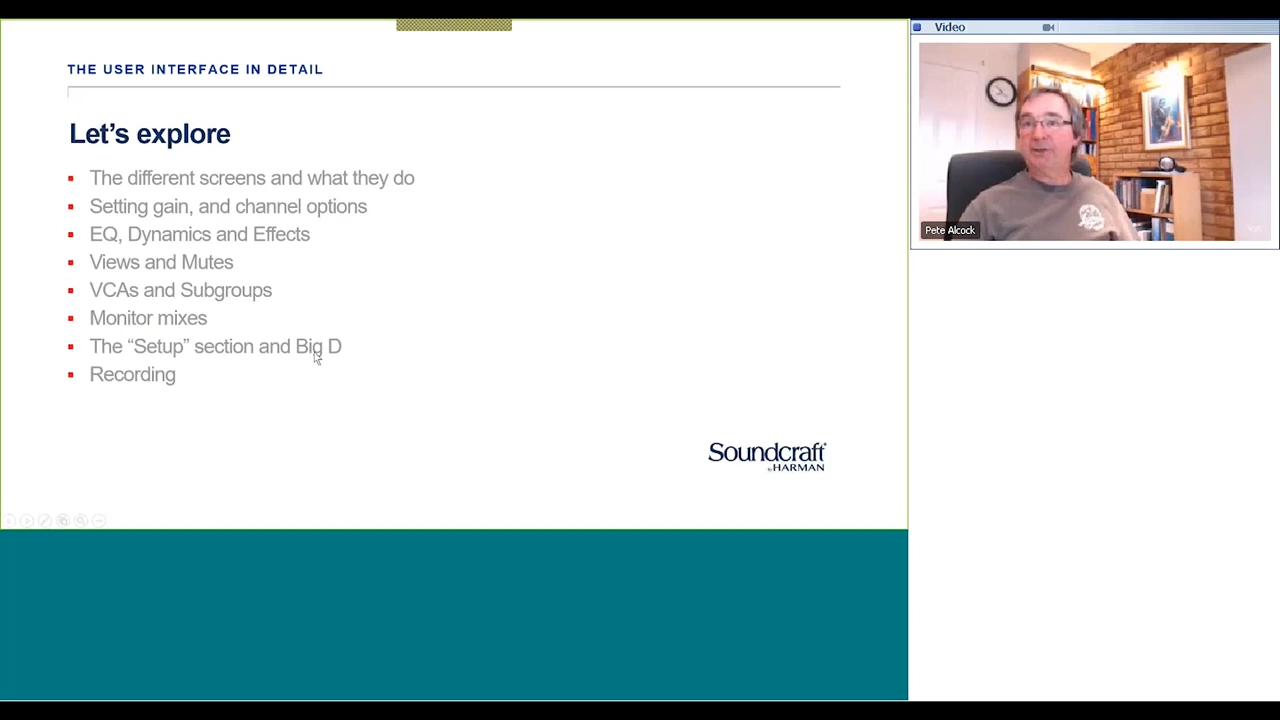 THE USER INTERFACE IN DETAIL
Let's explore
The different screens and what they do
Setting gain, and channel options
EQ, Dynamics and Effects
Views and Mutes
VCAs and Subgroups
Monitor mixes
The “Setup” section and Big D
Recording
Soundcraft
by HARMAN
Video
Pete Alcock